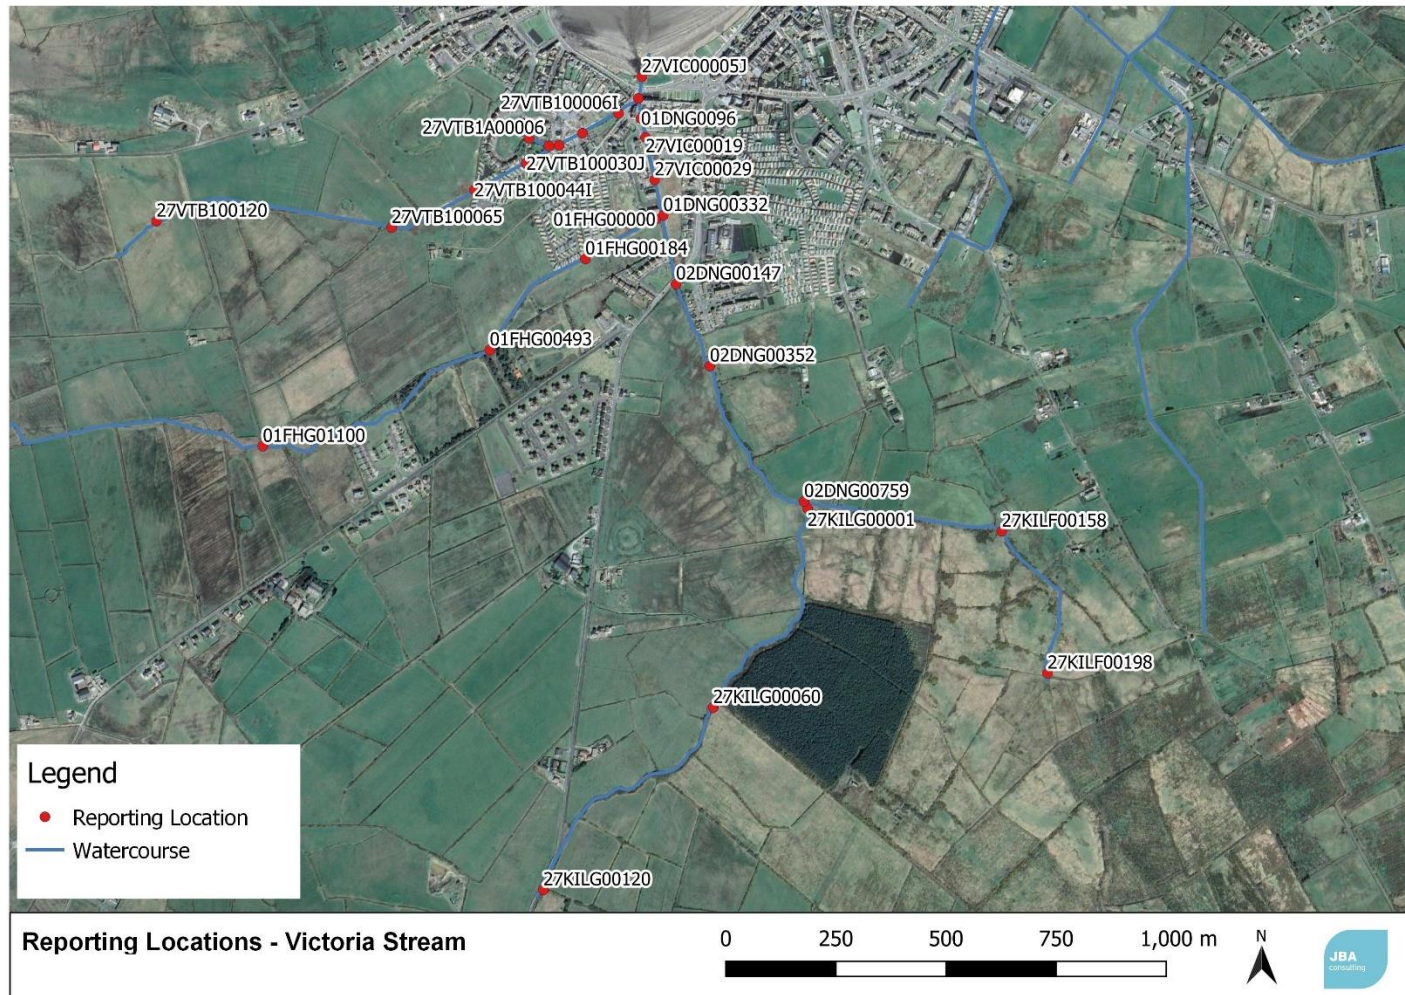 27VIC00005J
27VTB100006I
01DNG0096
27VTB1A00006
27VIC00019
27VTB100030J
27VIC00029
27VTB100044I
27VTB100120
27VTB100065
01FHG00000
01DNG00332
01FHG00184
02DNG00147
01FHG00493
02DNG00352
01FHG01100
02DNG00759
27KILG00001
27KILF00158
27KILF00198
27KILG00060
27KILG00120
Legend
Reporting Location
Watercourse
Reporting Locations - Victoria Stream
0 250 500 750 1,000 m
N
JBA
consulting